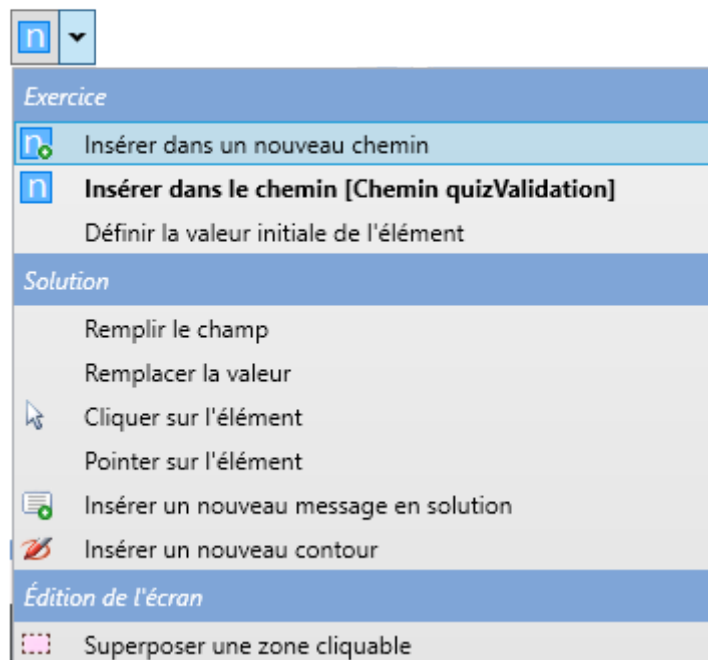 n
Exercice
n Insérer dans un nouveau chemin
n Insérer dans le chemin [Chemin quizValidation]
Définir la valeur initiale de l'élément
Solution
Remplir le champ
Remplacer la valeur
Cliquer sur l'élément
Pointer sur l'élément
Insérer un nouveau message en solution
Insérer un nouveau contour
Édition de l'écran
Superposer une zone cliquable